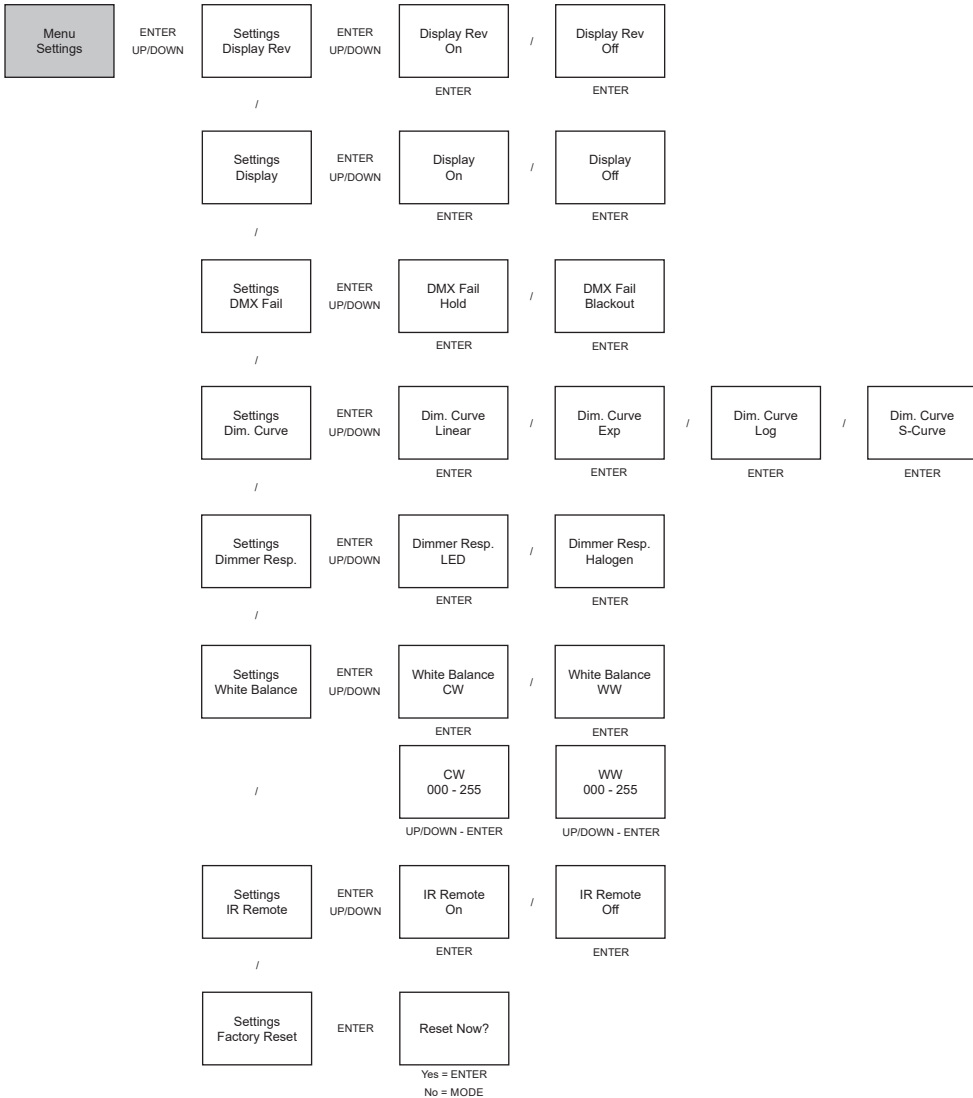 Menu
Settings
ENTER
UP/DOWN
Settings
Display Rev
ENTER
UP/DOWN
Display Rev
On
ENTER
/
Display Rev
Off
ENTER
/
Settings
Display
ENTER
UP/DOWN
Display
On
ENTER
/
Display
Off
ENTER
/
Settings
DMX Fail
ENTER
UP/DOWN
DMX Fail
Hold
ENTER
/
DMX Fail
Blackout
ENTER
/
Settings
Dim. Curve
ENTER
UP/DOWN
Dim. Curve
Linear
ENTER
/
Dim. Curve
Exp
ENTER
/
Dim. Curve
Log
ENTER
/
Dim. Curve
S-Curve
ENTER
/
Settings
Dimmer Resp.
ENTER
UP/DOWN
Dimmer Resp.
LED
ENTER
/
Dimmer Resp.
Halogen
ENTER
/
Settings
White Balance
ENTER
UP/DOWN
White Balance
CW
ENTER
/
White Balance
WW
ENTER
/
CW
000 - 255
UP/DOWN - ENTER
WW
000 - 255
UP/DOWN - ENTER
Settings
IR Remote
ENTER
UP/DOWN
IR Remote
On
ENTER
/
IR Remote
Off
ENTER
/
Settings
Factory Reset
ENTER
Reset Now?
Yes = ENTER
No = MODE